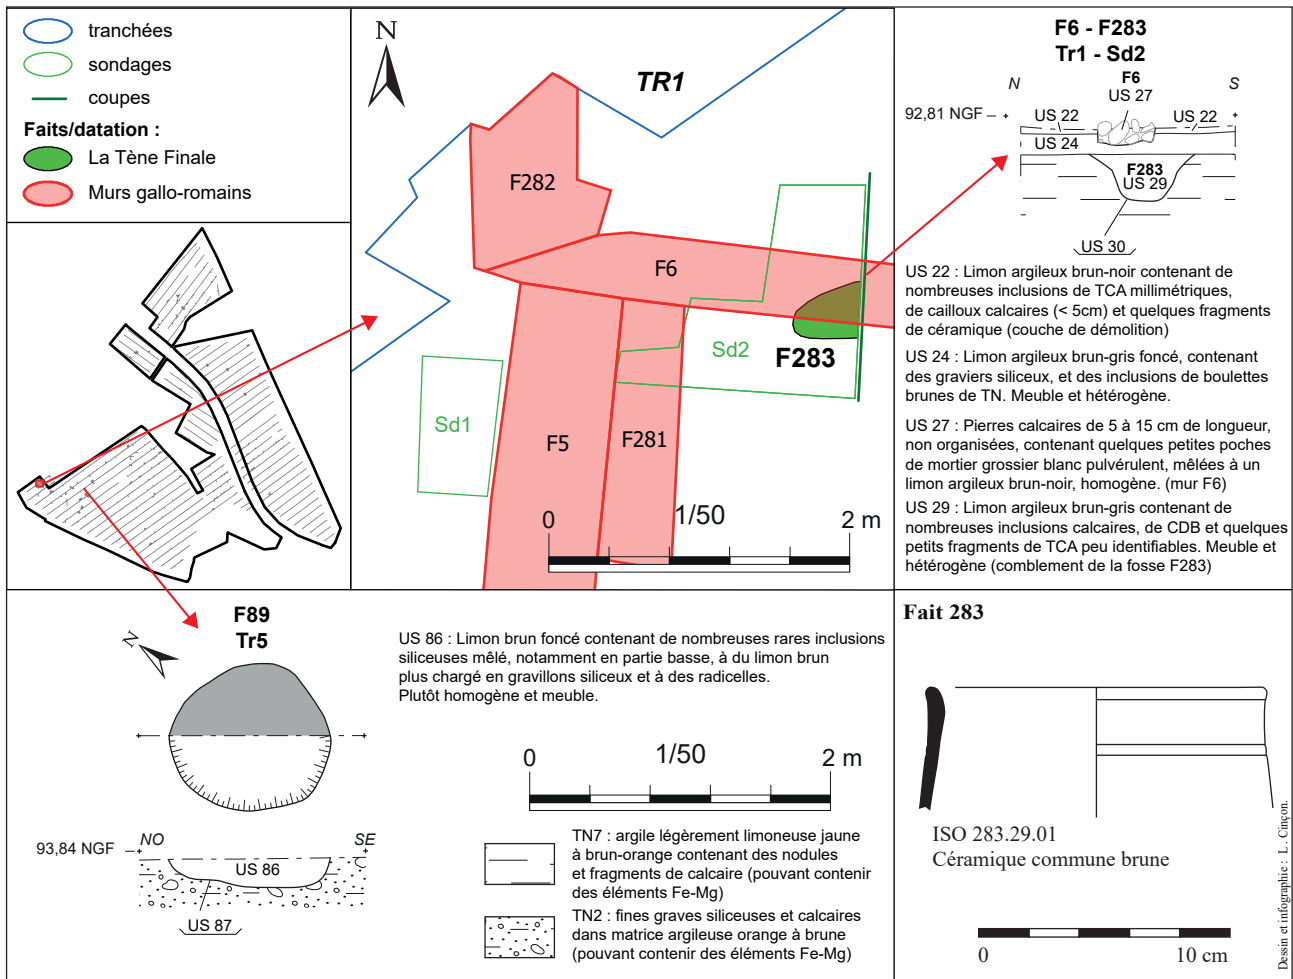 tranchées
sondages
coupes
Faits/datation :
La Tène Finale
Murs gallo-romains
N
TR1
F282
F6
F283
Sd2
Sd1
F5
F281
0
1/50
2 m
F6 - F283
Tr1 - Sd2
N
F6
S
US 27
92,81 NGF
US 22
US 22
US 24
F283
US 29
US 30
US 22 : Limon argileux brun-noir contenant de
nombreuses inclusions de TCA millimétriques,
de cailloux calcaires (< 5cm) et quelques fragments
de céramique (couche de démolition)
US 24 : Limon argileux brun-gris foncé, contenant
des graviers siliceux, et des inclusions de boulettes
brunes de TN. Meuble et hétérogène.
US 27 : Pierres calcaires de 5 à 15 cm de longueur,
non organisées, contenant quelques petites poches
de mortier grossier blanc pulvérulent, mêlées à un
limon argileux brun-noir, homogène. (mur F6)
US 29 : Limon argileux brun-gris contenant de
nombreuses inclusions calcaires, de CDB et quelques
petits fragments de TCA peu identifiables. Meuble et
hétérogène (comblement de la fosse F283)
F89
Tr5
N
93,84 NGF
NO
SE
US 86
US 87
US 86 : Limon brun foncé contenant de nombreuses rares inclusions
siliceuses mêlé, notamment en partie basse, à du limon brun
plus chargé en gravillons siliceux et à des radicelles.
Plutôt homogène et meuble.
0
1/50
2 m
TN7 : argile légèrement limoneuse jaune
à brun-orange contenant des nodules
et fragments de calcaire (pouvant contenir
des éléments Fe-Mg)
TN2 : fines graves siliceuses et calcaires
dans matrice argileuse orange à brune
(pouvant contenir des éléments Fe-Mg)
Fait 283
ISO 283.29.01
Céramique commune brune
0
10 cm
Dessin et infographie : L. Cinçon.